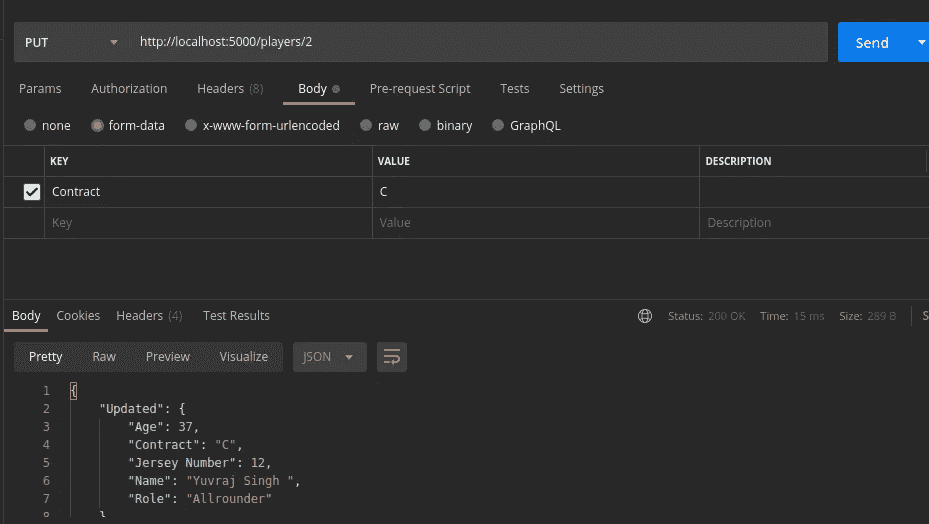 PUT http://localhost:5000/players/2 Send
Params Authorization Headers (8) Body Pre-request Script Tests Settings
none form-data x-www-form-urlencoded raw binary GraphQL
KEY VALUE DESCRIPTION
Contract C
Key Value Description
Body Cookies Headers (4) Test Results Status: 200 OK Time: 15 ms Size: 289 B S
Pretty Raw Preview Visualize JSON
1 {
2 "Updated": {
3 "Age": 37,
4 "Contract": "C",
5 "Jersey Number": 12,
6 "Name": "Yuvraj Singh ",
7 "Role": "Allrounder"
8 }